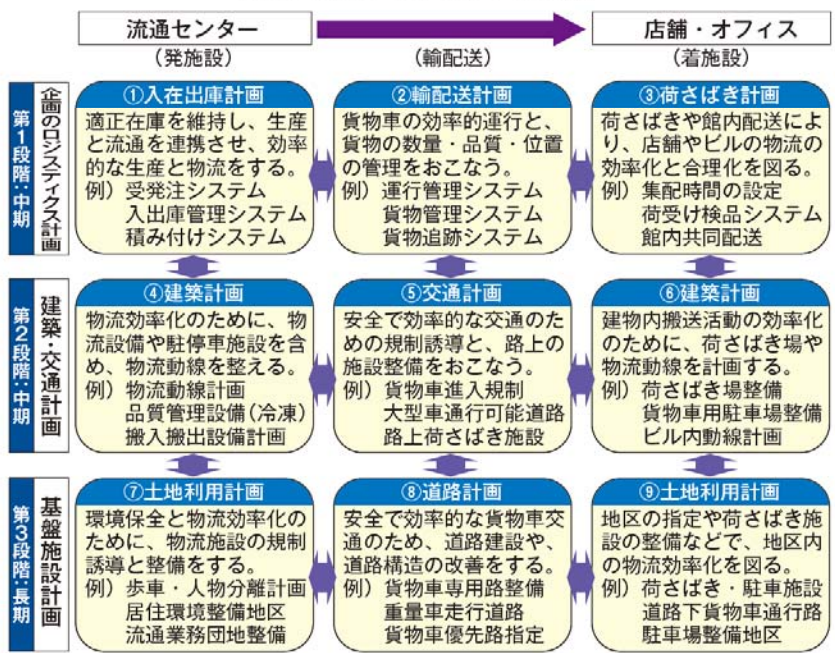 流通センター
(発施設)
(輸配送)
店舗・オフィス
(着施設)
第1段階:中期
企画のロジスティクス計画
①入在出庫計画
適正在庫を維持し、生産
と流通を連携させ、効率
的な生産と物流をする。
例)受発注システム
入出庫管理システム
積み付けシステム
②輸配送計画
貨物車の効率的運行と、
貨物の数量・品質・位置
の管理をおこなう。
例)運行管理システム
貨物管理システム
貨物追跡システム
③荷さばき計画
荷さばきや館内配送によ
り、店舗やビルの物流の
効率化と合理化を図る。
例)集配時間の設定
荷受け検品システム
館内共同配送
第2段階:中期
建築・交通計画
④建築計画
物流効率化のために、物
流設備や駐停車施設を含
め、物流動線を整える。
例)物流動線計画
品質管理設備(冷凍)
搬入搬出設備計画
⑤交通計画
安全で効率的な交通のた
めの規制誘導と、路上の
施設整備をおこなう。
例)貨物車進入規制
大型車通行可能道路
路上荷さばき施設
⑥建築計画
建物内搬送活動の効率化
のために、荷さばき場や
物流動線を計画する。
例)荷さばき場整備
貨物車用駐車場整備
ビル内動線計画
第3段階:長期
基盤施設計画
⑦土地利用計画
環境保全と物流効率化の
ために、物流施設の規制
誘導と整備をする。
例)歩車・人物分離計画
居住環境整備地区
流通業務団地整備
⑧道路計画
安全で効率的な貨物車交
通のため、道路建設や、
道路構造の改善をする。
例)貨物車専用路整備
重量車走行道路
貨物車優先路指定
⑨土地利用計画
地区の指定や荷さばき施
設の整備などで、地区内
の物流効率化を図る。
例)荷さばき・駐車施設
道路下貨物車通行路
駐車場整備地区